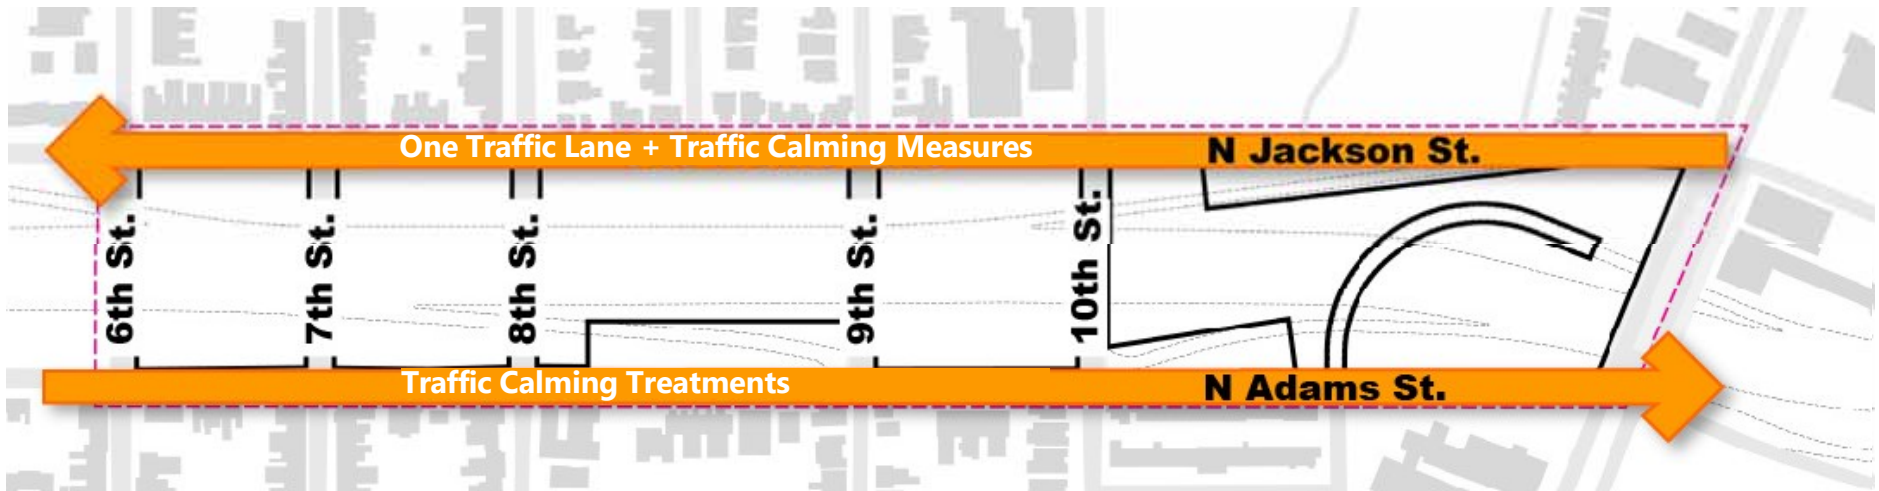 One Traffic Lane + Traffic Calming Measures
N Jackson St.
6th St.
7th St.
8th St.
9th St.
10th St.
Traffic Calming Treatments
N Adams St.